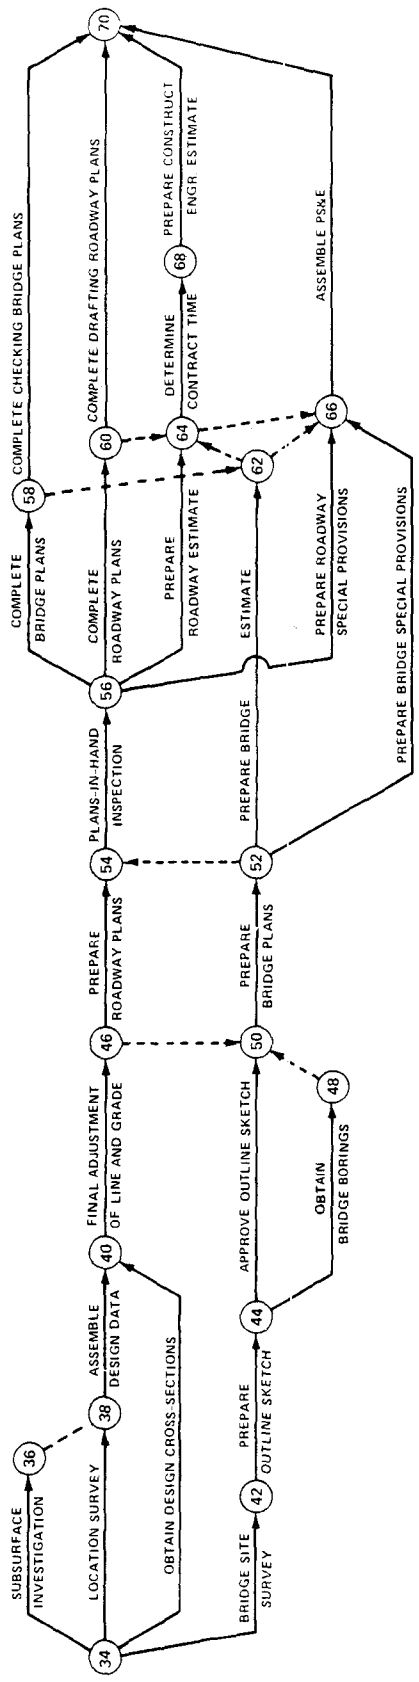 SUBSURFACE
INVESTIGATION
36
LOCATION SURVEY
34
38
ASSEMBLE
DESIGN DATA
OBTAIN DESIGN CROSS-SECTIONS
40
FINAL ADJUSTMENT
OF LINE AND GRADE
46
PREPARE
ROADWAY PLANS
54
PLANS-IN-HAND
INSPECTION
56
BRIDGE SITE
SURVEY
42
PREPARE
OUTLINE SKETCH
44
APPROVE OUTLINE SKETCH
OBTAIN
BRIDGE BORINGS
48
50
PREPARE
BRIDGE PLANS
52
PREPARE BRIDGE ESTIMATE
62
COMPLETE
BRIDGE PLANS
58
COMPLETE CHECKING BRIDGE PLANS
COMPLETE
ROADWAY PLANS
60
COMPLETE DRAFTING ROADWAY PLANS
70
PREPARE
ROADWAY ESTIMATE
64
DETERMINE
CONTRACT TIME
68
PREPARE CONSTRUCT
ENGR. ESTIMATE
PREPARE ROADWAY
SPECIAL PROVISIONS
66
ASSEMBLE PS&E
PREPARE BRIDGE SPECIAL PROVISIONS